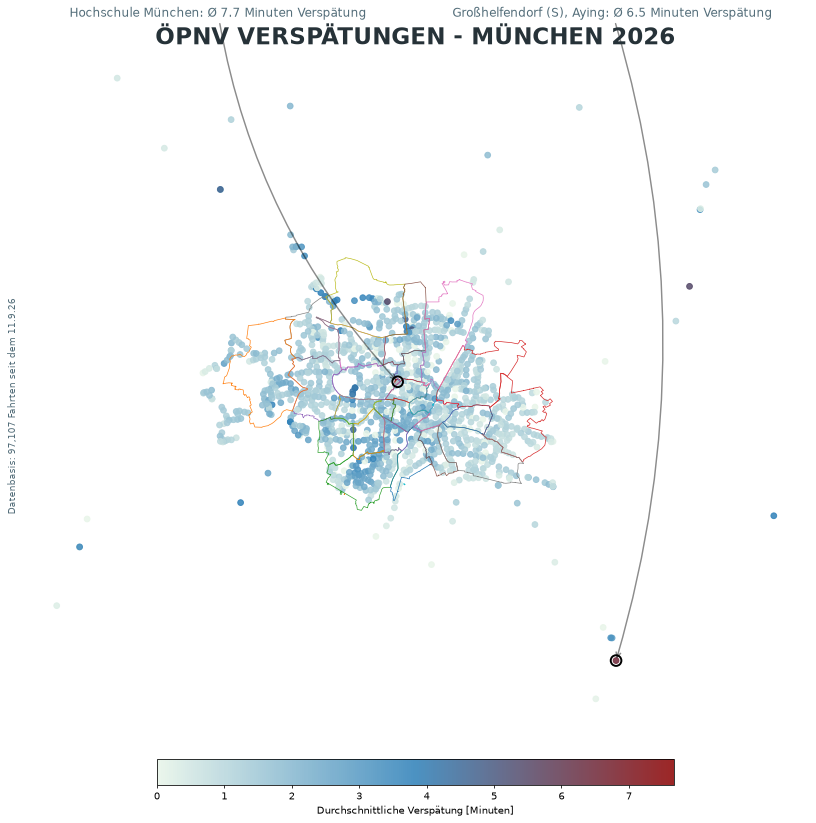 Hochschule München: Ø 7.7 Minuten Verspätung
Großhelfendorf (S), Aying: Ø 6.5 Minuten Verspätung
ÖPNV VERSPÄTUNGEN - MÜNCHEN 2026
Datenbasis: 97,107 Fahrten seit dem 11.9.26
0 1 2 3 4 5 6 7
Durchschnittliche Verspätung [Minuten]